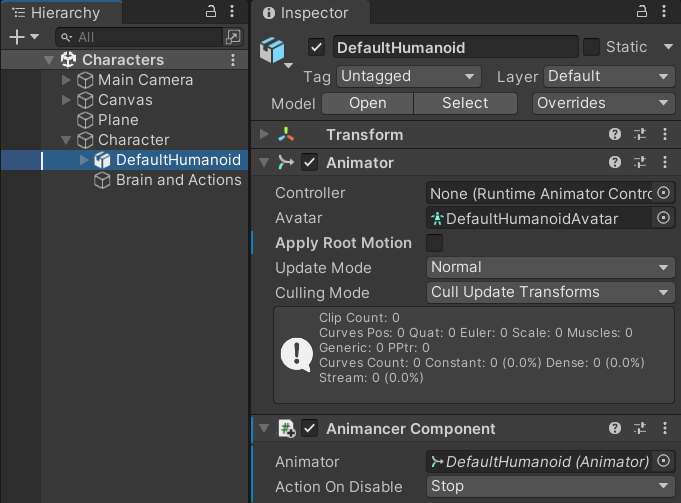 Hierarchy
All
Characters
Main Camera
Canvas
Plane
Character
DefaultHumanoid
Brain and Actions
Inspector
DefaultHumanoid Static
Tag Untagged Layer Default
Model Open Select Overrides
Transform
Animator
Controller None (Runtime Animator Contro
Avatar DefaultHumanoidAvatar
Apply Root Motion
Update Mode Normal
Culling Mode Cull Update Transforms
Clip Count: 0
Curves Pos: 0 Quat: 0 Euler: 0 Scale: 0 Muscles: 0
Generic: 0 PPtr: 0
Curves Count: 0 Constant: 0 (0.0%) Dense: 0 (0.0%)
Stream: 0 (0.0%)
Animancer Component
Animator DefaultHumanoid (Animator)
Action On Disable Stop